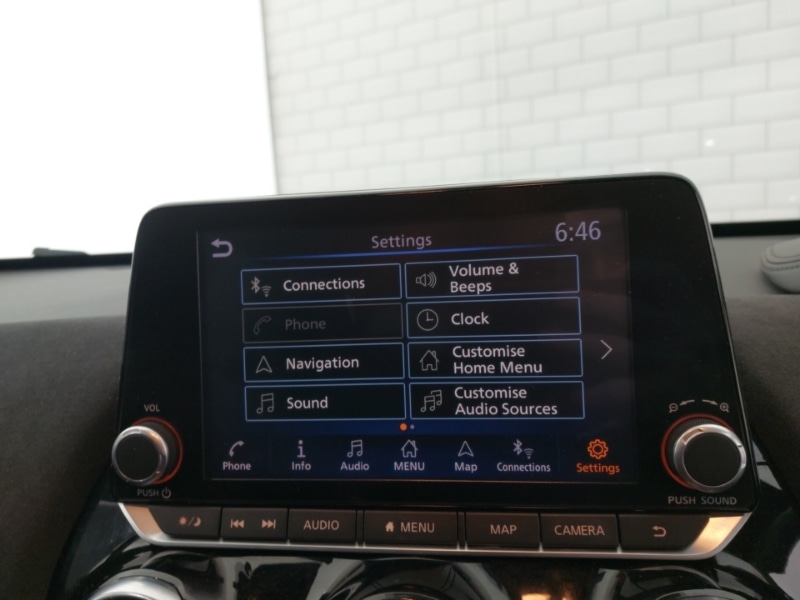 Settings
6:46
Connections
Volume &
Beeps
Phone
Clock
Navigation
Customise
Home Menu
Sound
Customise
Audio Sources
Phone
Info
Audio
MENU
Map
Connections
Settings
VOL
PUSH
PUSH SOUND
AUDIO
MENU
MAP
CAMERA